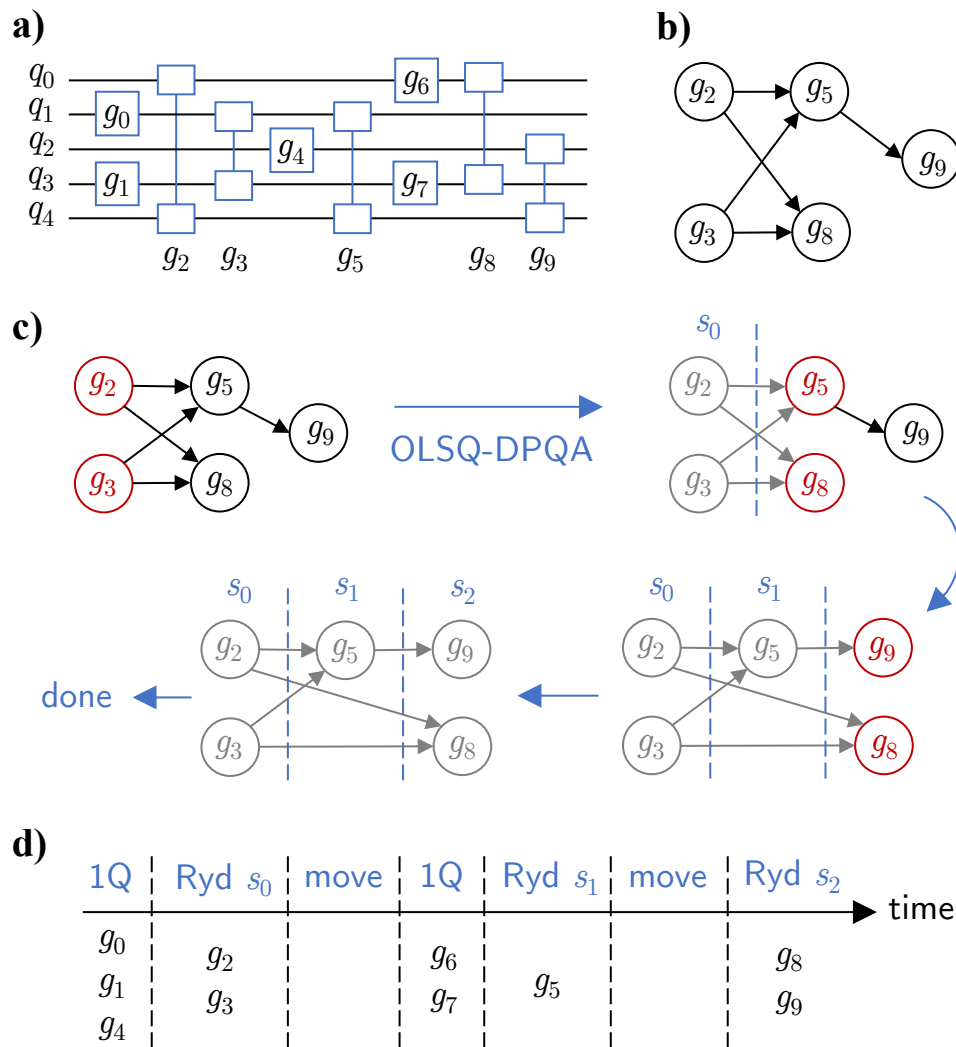 a)
q₀
q₁
q₂
q₃
q₄
g₀
g₁
g₄
g₆
g₇
g₂ g₃ g₅ g₈ g₉
b)
g₂ g₅
g₉
g₃ g₈
c)
g₂ g₅
g₉
g₃ g₈
OLSQ-DPQA
s₀
g₂ g₅
g₉
g₃ g₈
s₀ s₁
g₂ g₅ g₉
g₃ g₈
s₀ s₁ s₂
g₂ g₅ g₉
g₃ g₈
done
d)
1Q Ryd s₀ move 1Q Ryd s₁ move Ryd s₂
time
g₀
g₁
g₄
g₂
g₃
g₆
g₇
g₅
g₈
g₉